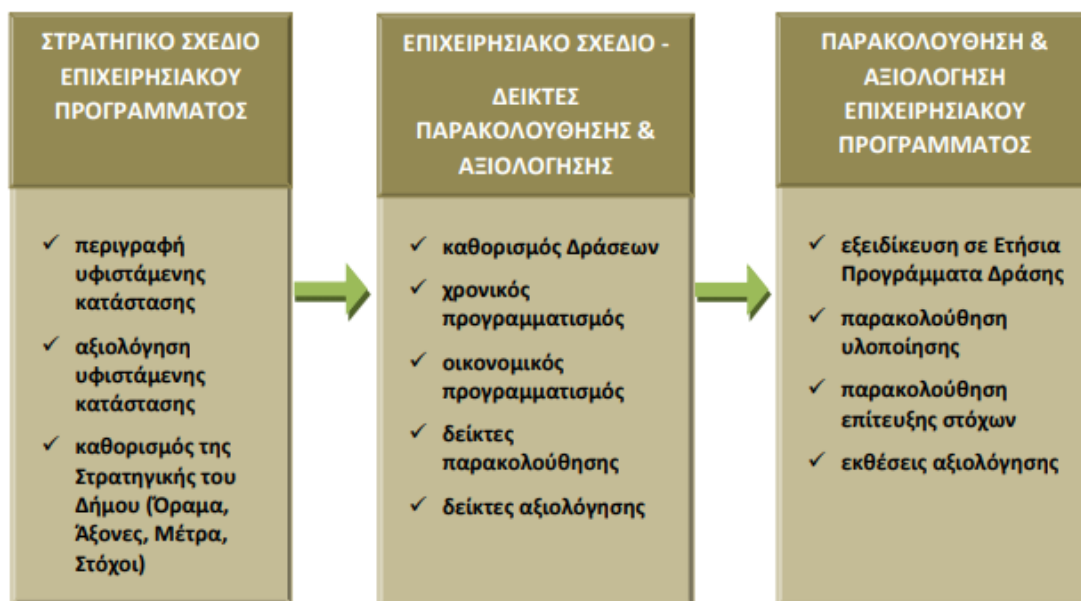 ΣΤΡΑΤΗΓΙΚΟ ΣΧΕΔΙΟ
ΕΠΙΧΕΙΡΗΣΙΑΚΟΥ
ΠΡΟΓΡΑΜΜΑΤΟΣ
✓ περιγραφή
υφιστάμενης
κατάστασης
✓ αξιολόγηση
υφιστάμενης
κατάστασης
✓ καθορισμός της
Στρατηγικής του
Δήμου (Όραμα,
Άξονες, Μέτρα,
Στόχοι)
ΕΠΙΧΕΙΡΗΣΙΑΚΟ ΣΧΕΔΙΟ -
ΔΕΙΚΤΕΣ
ΠΑΡΑΚΟΛΟΥΘΗΣΗΣ &
ΑΞΙΟΛΟΓΗΣΗΣ
✓ καθορισμός Δράσεων
✓ χρονικός
προγραμματισμός
✓ οικονομικός
προγραμματισμός
✓ δείκτες
παρακολούθησης
✓ δείκτες αξιολόγησης
ΠΑΡΑΚΟΛΟΥΘΗΣΗ &
ΑΞΙΟΛΟΓΗΣΗ
ΕΠΙΧΕΙΡΗΣΙΑΚΟΥ
ΠΡΟΓΡΑΜΜΑΤΟΣ
✓ εξειδίκευση σε Ετήσια
Προγράμματα Δράσης
✓ παρακολούθηση
υλοποίησης
✓ παρακολούθηση
επίτευξης στόχων
✓ εκθέσεις αξιολόγησης